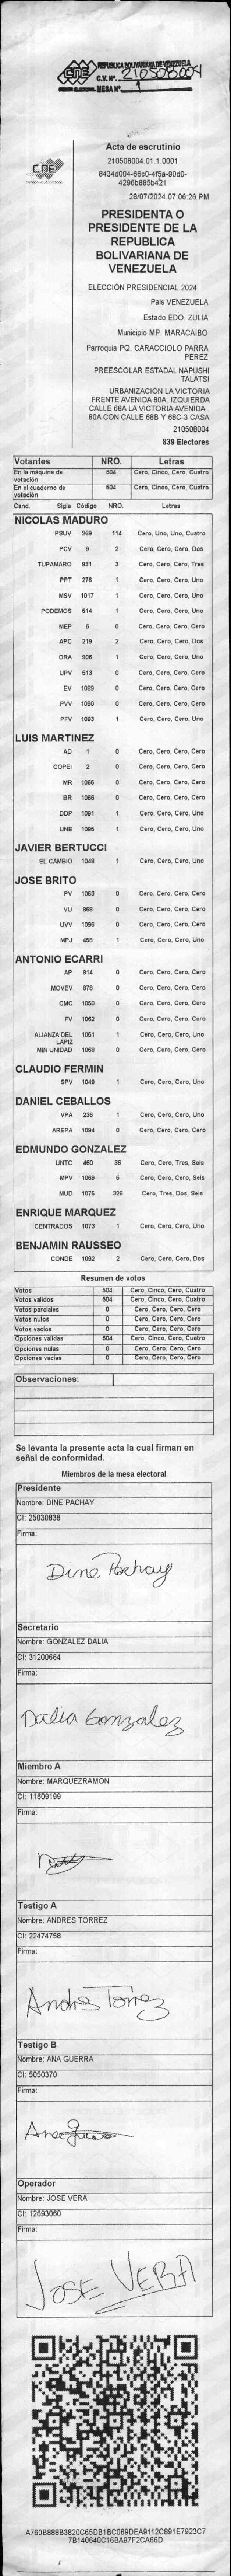 CNE
REPUBLICA BOLIVARIANA DE VENEZUELA
C.V. Nº. 210508004
MESA Nº. 1
CNE
Acta de escrutinio
210508004.01.1.0001
8434d004-66c0-4f5a-90d0-
4296b885b421
28/07/2024 07:06:26 PM
PRESIDENTA O
PRESIDENTE DE LA
REPUBLICA
BOLIVARIANA DE
VENEZUELA
ELECCIÓN PRESIDENCIAL 2024
Pais VENEZUELA
Estado EDO. ZULIA
Municipio MP. MARACAIBO
Parroquia PQ. CARACCIOLO PARRA
PEREZ
PREESCOLAR ESTADAL NAPUSHI
TALATSI
URBANIZACION LA VICTORIA
FRENTE AVENIDA 80A. IZQUIERDA
CALLE 68A LA VICTORIA AVENIDA
80A CON CALLE 68B Y 68C-3 CASA
210508004
839 Electores
Votantes NRO. Letras
En la máquina de votación 504 Cero, Cinco, Cero, Cuatro
En el cuaderno de votación 504 Cero, Cinco, Cero, Cuatro
Cand. Sigla Código NRO. Letras
NICOLAS MADURO
PSUV 269 114 Cero, Uno, Uno, Cuatro
PCV 9 2 Cero, Cero, Cero, Dos
TUPAMARO 931 3 Cero, Cero, Cero, Tres
PPT 276 1 Cero, Cero, Cero, Uno
MSV 1017 1 Cero, Cero, Cero, Uno
PODEMOS 514 1 Cero, Cero, Cero, Uno
MEP 6 0 Cero, Cero, Cero, Cero
APC 219 2 Cero, Cero, Cero, Dos
ORA 906 1 Cero, Cero, Cero, Uno
UPV 513 0 Cero, Cero, Cero, Cero
EV 1089 0 Cero, Cero, Cero, Cero
PVV 1090 0 Cero, Cero, Cero, Cero
PFV 1093 1 Cero, Cero, Cero, Uno
LUIS MARTINEZ
AD 1 0 Cero, Cero, Cero, Cero
COPEI 2 0 Cero, Cero, Cero, Cero
MR 1065 0 Cero, Cero, Cero, Cero
BR 1066 0 Cero, Cero, Cero, Cero
DDP 1091 1 Cero, Cero, Cero, Uno
UNE 1095 1 Cero, Cero, Cero, Uno
JAVIER BERTUCCI
EL CAMBIO 1048 1 Cero, Cero, Cero, Uno
JOSE BRITO
PV 1053 0 Cero, Cero, Cero, Cero
VU 968 0 Cero, Cero, Cero, Cero
UVV 1096 0 Cero, Cero, Cero, Cero
MPJ 458 1 Cero, Cero, Cero, Uno
ANTONIO ECARRI
AP 614 0 Cero, Cero, Cero, Cero
MOVEV 878 0 Cero, Cero, Cero, Cero
CMC 1050 0 Cero, Cero, Cero, Cero
FV 1062 0 Cero, Cero, Cero, Cero
ALIANZA DEL LAPIZ 1051 1 Cero, Cero, Cero, Uno
MIN UNIDAD 1068 0 Cero, Cero, Cero, Cero
CLAUDIO FERMIN
SPV 1049 1 Cero, Cero, Cero, Uno
DANIEL CEBALLOS
VPA 236 1 Cero, Cero, Cero, Uno
AREPA 1094 0 Cero, Cero, Cero, Cero
EDMUNDO GONZALEZ
UNTC 460 36 Cero, Cero, Tres, Seis
MPV 1069 6 Cero, Cero, Cero, Seis
MUD 1075 326 Cero, Tres, Dos, Seis
ENRIQUE MARQUEZ
CENTRADOS 1073 1 Cero, Cero, Cero, Uno
BENJAMIN RAUSSEO
CONDE 1092 2 Cero, Cero, Cero, Dos
Resumen de votos
Votos 504 Cero, Cinco, Cero, Cuatro
Votos validos 504 Cero, Cinco, Cero, Cuatro
Votos parciales 0 Cero, Cero, Cero, Cero
Votos nulos 0 Cero, Cero, Cero, Cero
Votos vacios 0 Cero, Cero, Cero, Cero
Opciones validas 504 Cero, Cinco, Cero, Cuatro
Opciones nulas 0 Cero, Cero, Cero, Cero
Opciones vacias 0 Cero, Cero, Cero, Cero
Observaciones:
Se levanta la presente acta la cual firman en
señal de conformidad.
Miembros de la mesa electoral
Presidente
Nombre: DINE PACHAY
CI: 25030838
Firma:
Dine Pachay
Secretario
Nombre: GONZALEZ DALIA
CI: 31200664
Firma:
Dalia Gonzalez
Miembro A
Nombre: MARQUEZRAMON
CI: 11609199
Firma:
Testigo A
Nombre: ANDRES TORREZ
CI: 22474758
Firma:
Andres Torrez
Testigo B
Nombre: ANA GUERRA
CI: 5050370
Firma:
Operador
Nombre: JOSE VERA
CI: 12693060
Firma:
JOSE VERA
A760B888B3820C65DB1BC089DEA9112C891E7923C7
7B140640C16BA97F2CA66D